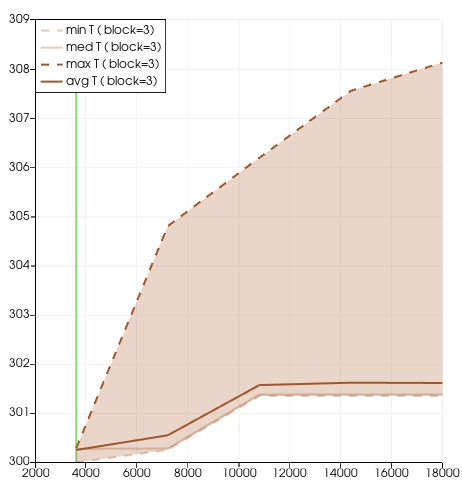 309
308
307
306
305
304
303
302
301
300
min T ( block=3)
med T ( block=3)
max T ( block=3)
avg T ( block=3)
2000 4000 6000 8000 10000 12000 14000 16000 18000